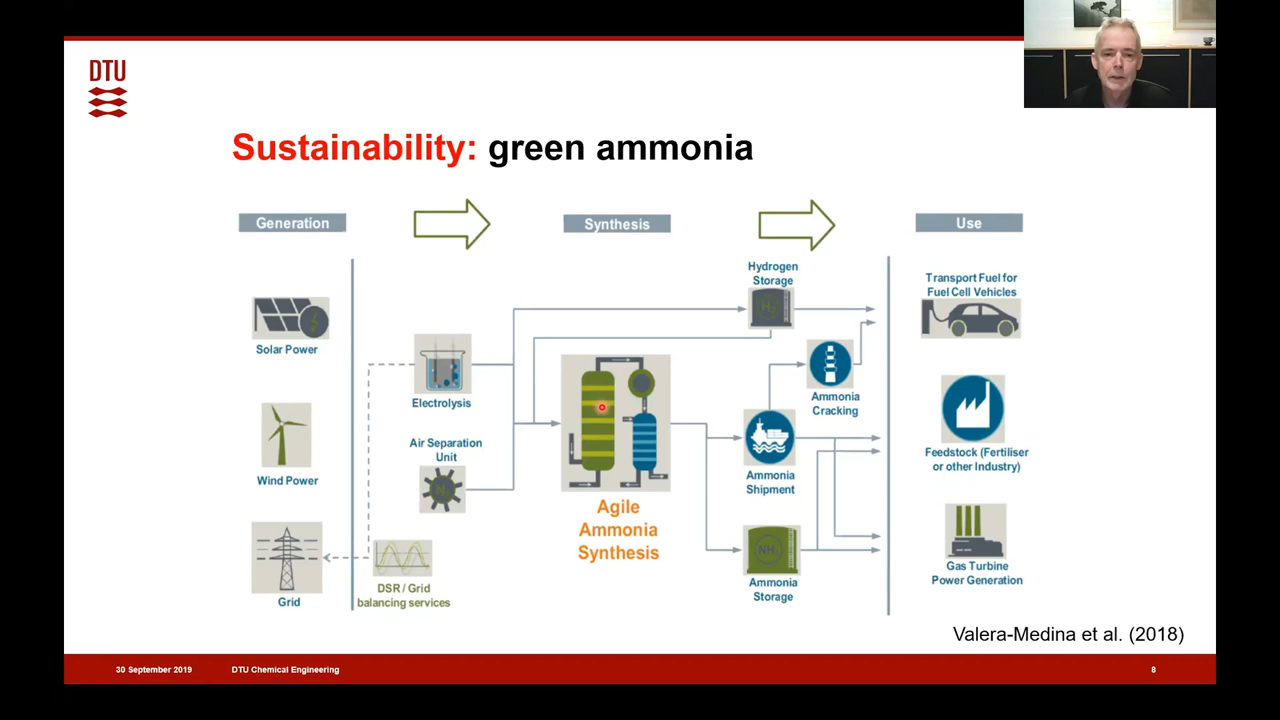 DTU
Sustainability: green ammonia
Generation
Synthesis
Use
Solar Power
Wind Power
Grid
Electrolysis
Air Separation
Unit
N₂
DSR / Grid
balancing services
Agile
Ammonia
Synthesis
Hydrogen
Storage
H₂
Ammonia
Cracking
Ammonia
Shipment
NH₃
Ammonia
Storage
Transport Fuel for
Fuel Cell Vehicles
Feedstock (Fertiliser
or other Industry)
Gas Turbine
Power Generation
Valera-Medina et al. (2018)
30 September 2019
DTU Chemical Engineering
8